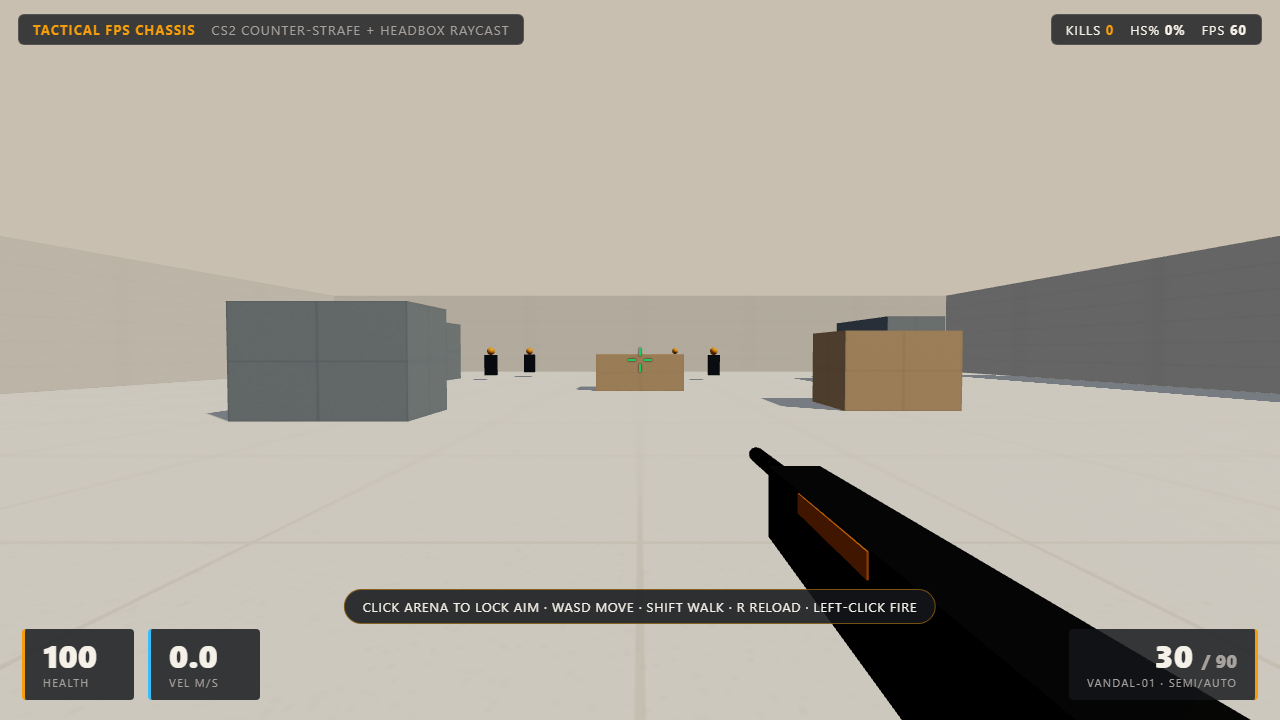 TACTICAL FPS CHASSIS CS2 COUNTER-STRAFE + HEADBOX RAYCAST
KILLS 0 HS% 0% FPS 60
CLICK ARENA TO LOCK AIM · WASD MOVE · SHIFT WALK · R RELOAD · LEFT-CLICK FIRE
100
HEALTH
0.0
VEL M/S
30 / 90
VANDAL-01 · SEMI/AUTO